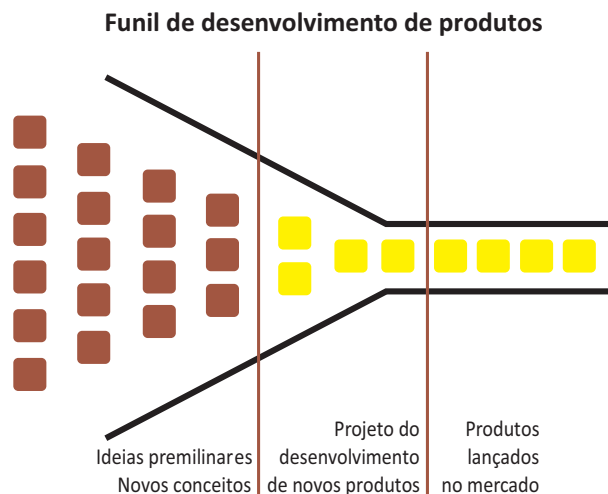 Funil de desenvolvimento de produtos
Ideias premilinares
Novos conceitos
Projeto do
desenvolvimento
de novos produtos
Produtos
lançados
no mercado